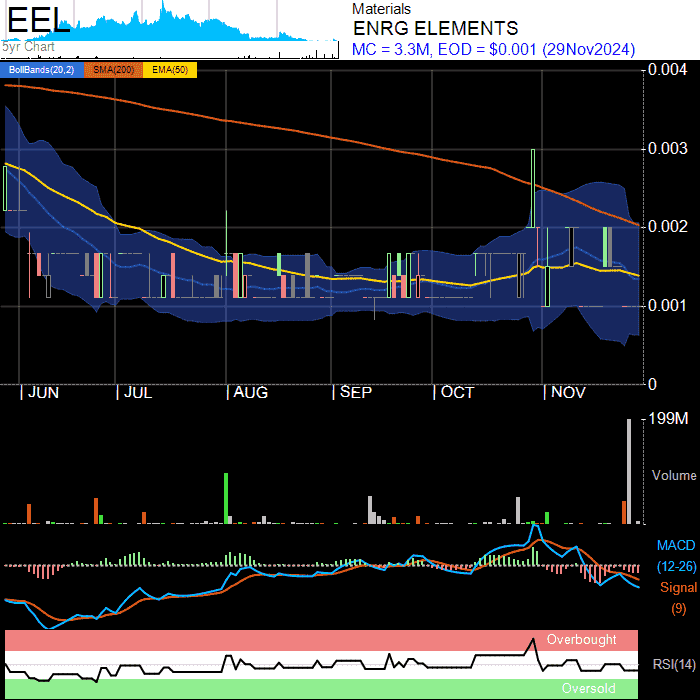 EEL
5yr Chart
Materials
ENRG ELEMENTS
MC = 3.3M, EOD = $0.001 (29Nov2024)
BollBands(20,2) SMA(200) EMA(50)
0.004
0.003
0.002
0.001
0
JUN JUL AUG SEP OCT NOV
199M
Volume
MACD
(12-26)
Signal
(9)
Overbought
RSI(14)
Oversold